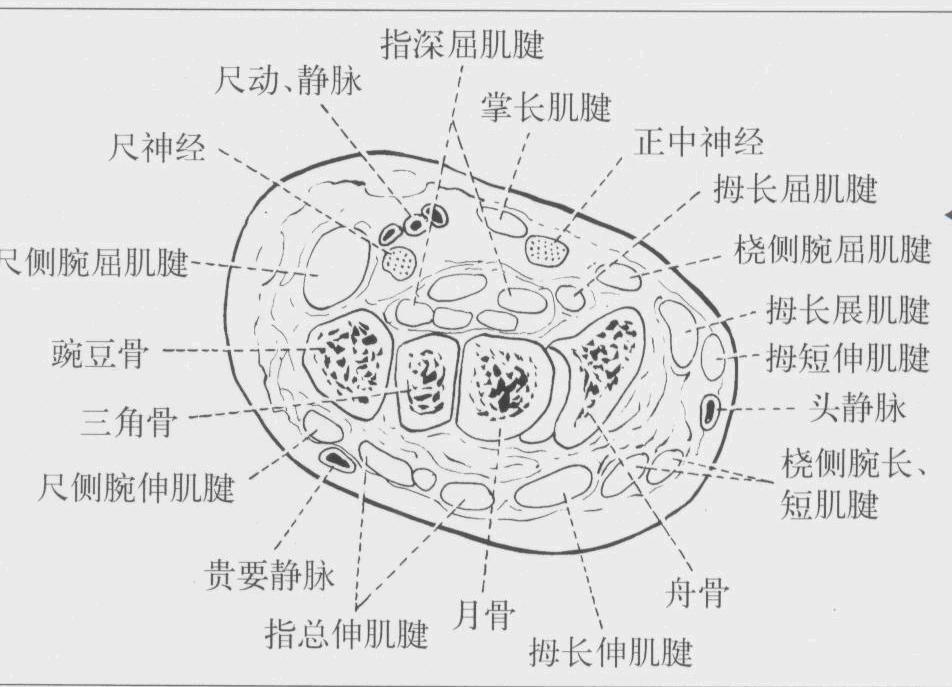 指深屈肌腱
尺动、静脉
掌长肌腱
尺神经
正中神经
拇长屈肌腱
尺侧腕屈肌腱
桡侧腕屈肌腱
拇长展肌腱
豌豆骨
拇短伸肌腱
三角骨
头静脉
尺侧腕伸肌腱
桡侧腕长、
短肌腱
贵要静脉
舟骨
指总伸肌腱
月骨
拇长伸肌腱